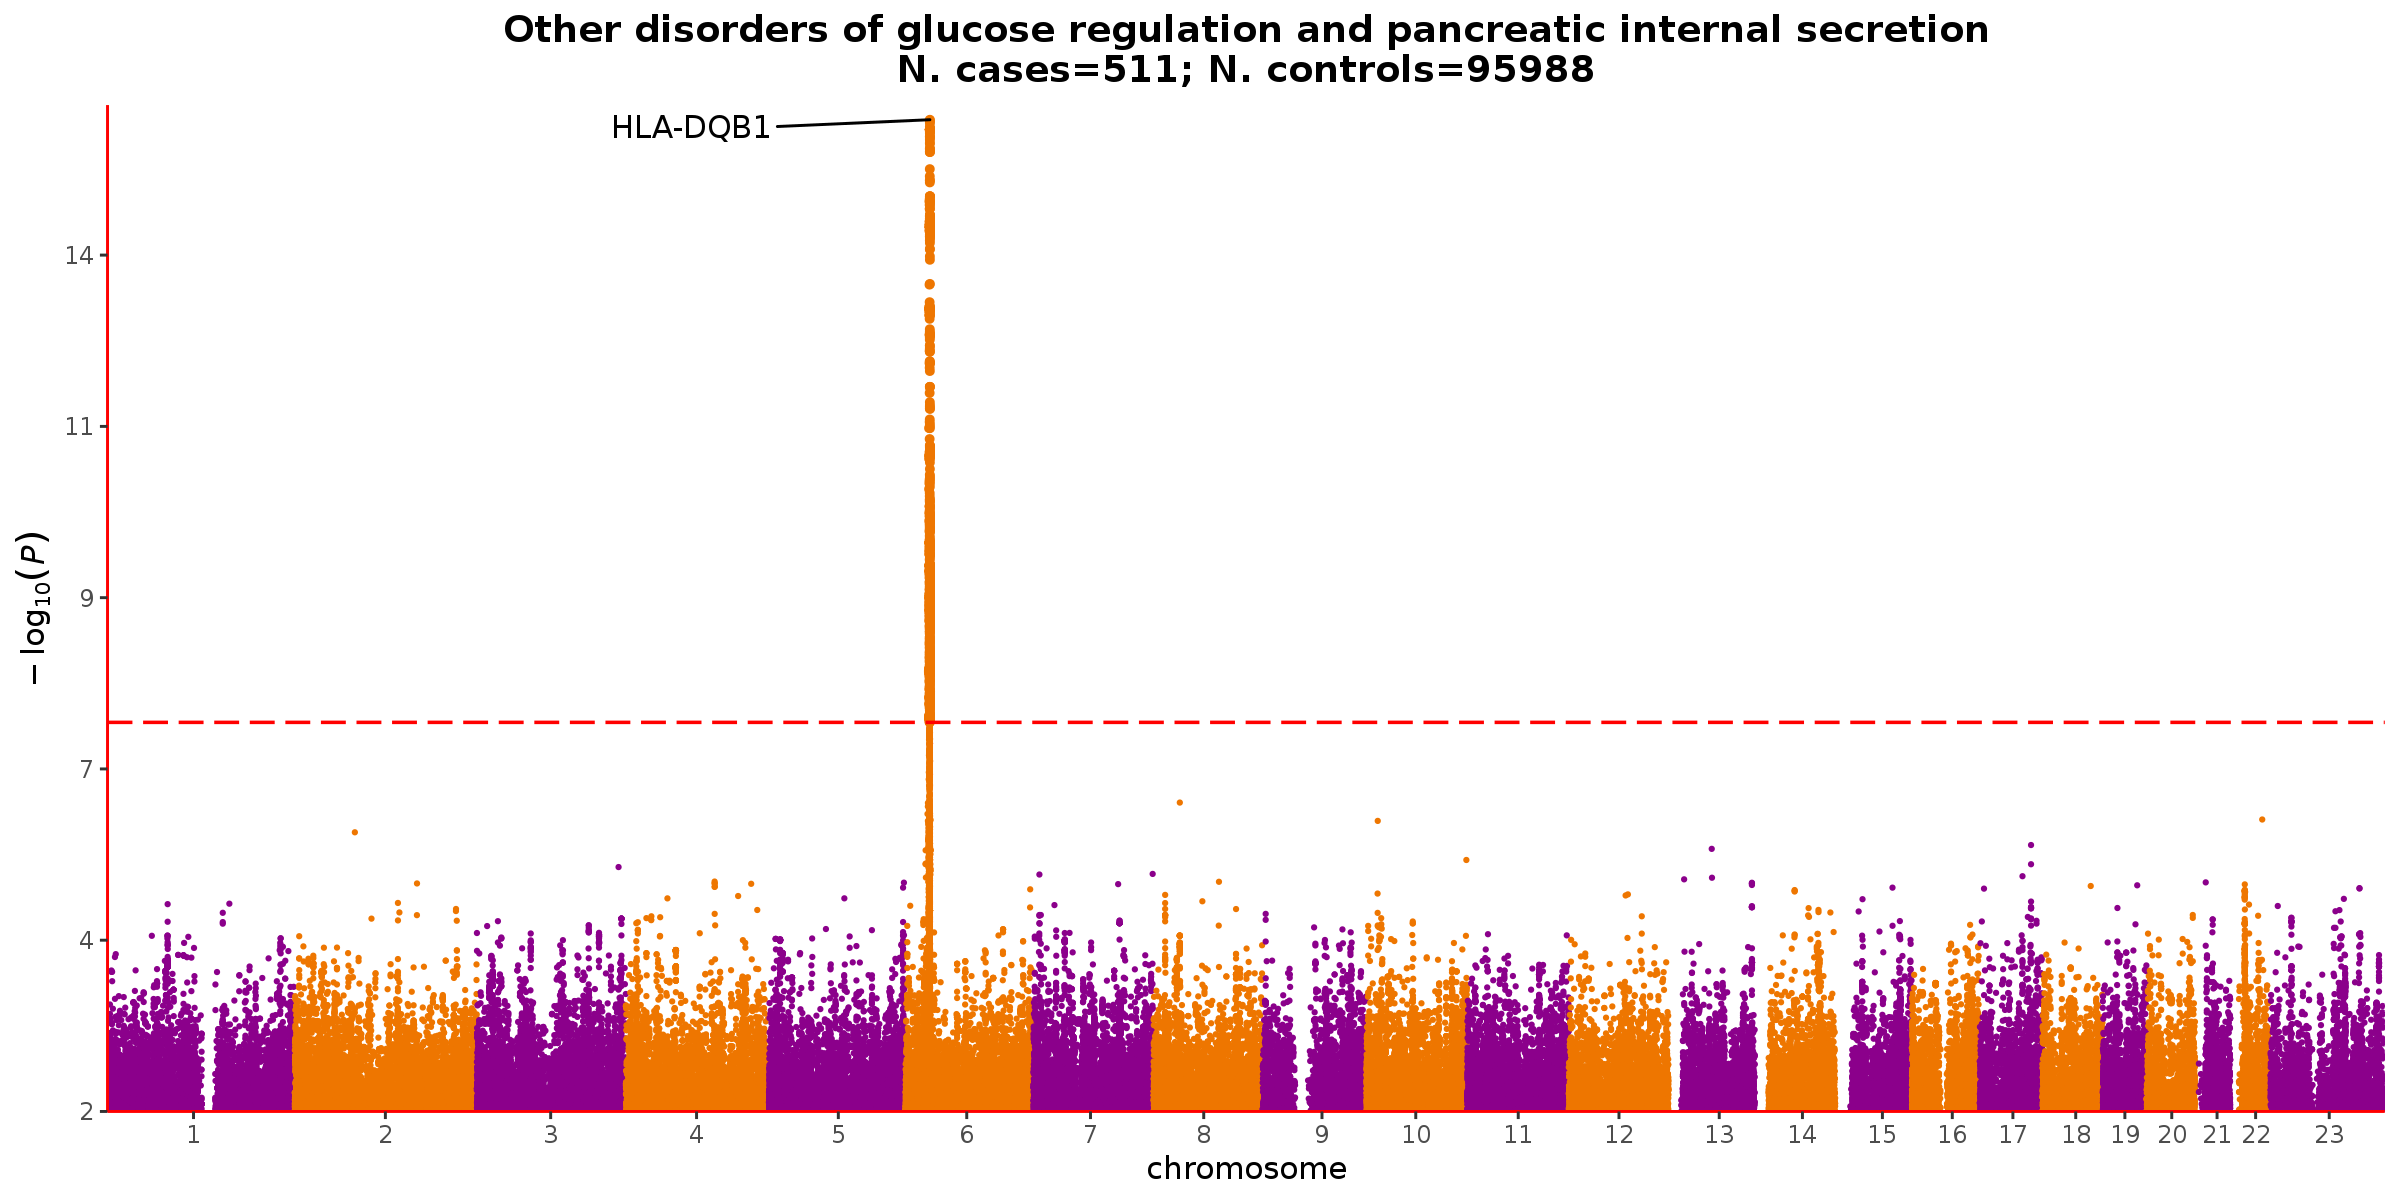 Other disorders of glucose regulation and pancreatic internal secretion
N. cases=511; N. controls=95988
HLA-DQB1
14
11
9
7
4
2
−log₁₀(P)
1 2 3 4 5 6 7 8 9 10 11 12 13 14 15 16 17 18 19 20 21 22 23
chromosome